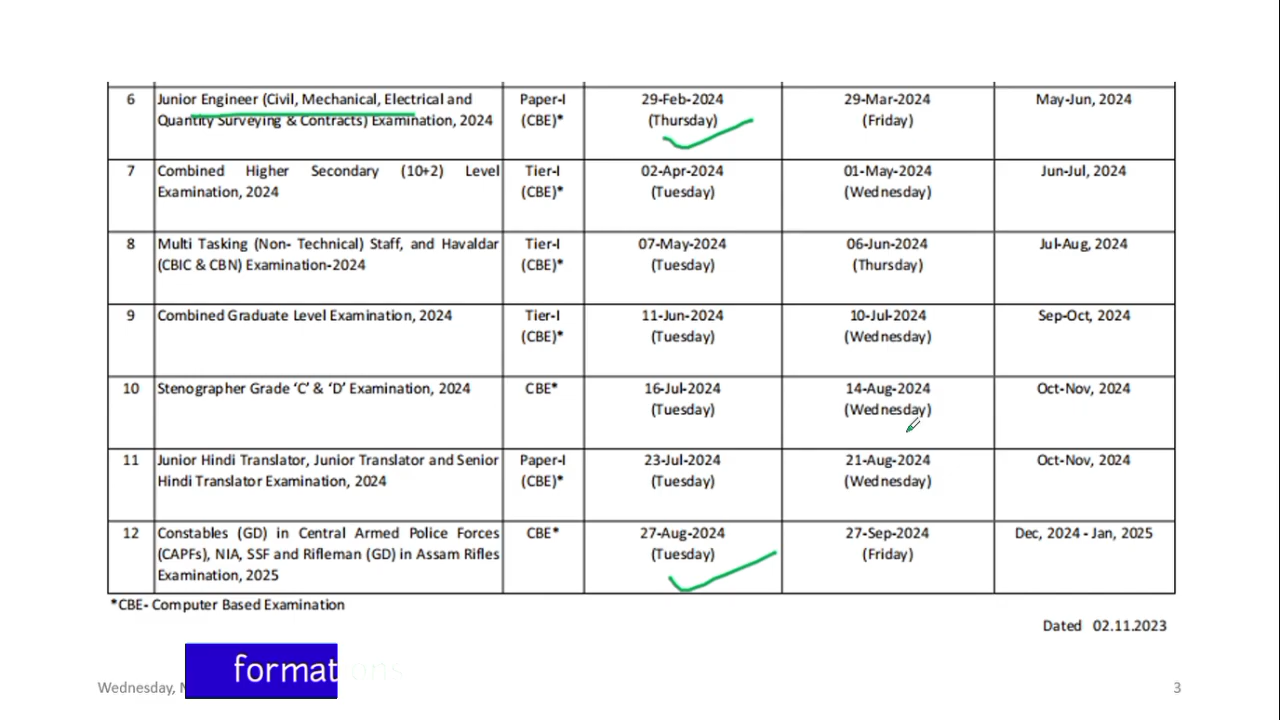 6 Junior Engineer (Civil, Mechanical, Electrical and Paper-I 29-Feb-2024 29-Mar-2024 May-Jun, 2024
Quantity Surveying & Contracts) Examination, 2024 (CBE)* (Thursday) (Friday)
7 Combined Higher Secondary (10+2) Level Tier-I 02-Apr-2024 01-May-2024 Jun-Jul, 2024
Examination, 2024 (CBE)* (Tuesday) (Wednesday)
8 Multi Tasking (Non- Technical) Staff, and Havaldar Tier-I 07-May-2024 06-Jun-2024 Jul-Aug, 2024
(CBIC & CBN) Examination-2024 (CBE)* (Tuesday) (Thursday)
9 Combined Graduate Level Examination, 2024 Tier-I 11-Jun-2024 10-Jul-2024 Sep-Oct, 2024
(CBE)* (Tuesday) (Wednesday)
10 Stenographer Grade ‘C’ & ‘D’ Examination, 2024 CBE* 16-Jul-2024 14-Aug-2024 Oct-Nov, 2024
(Tuesday) (Wednesday)
11 Junior Hindi Translator, Junior Translator and Senior Paper-I 23-Jul-2024 21-Aug-2024 Oct-Nov, 2024
Hindi Translator Examination, 2024 (CBE)* (Tuesday) (Wednesday)
12 Constables (GD) in Central Armed Police Forces CBE* 27-Aug-2024 27-Sep-2024 Dec, 2024 - Jan, 2025
(CAPFs), NIA, SSF and Rifleman (GD) in Assam Rifles (Tuesday) (Friday)
Examination, 2025
*CBE- Computer Based Examination
Dated 02.11.2023
formations
Wednesday, 3